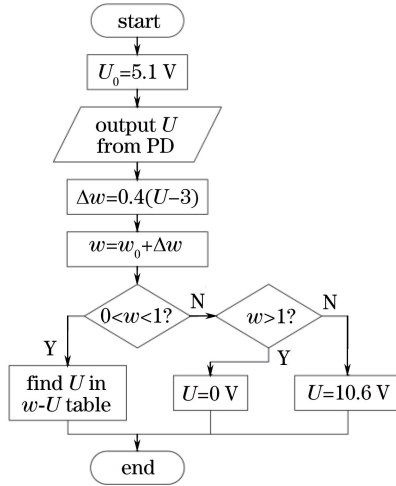 start
U₀=5.1 V
output U
from PD
Δw=0.4(U−3)
w=w₀+Δw
0<w<1?
N
w>1?
N
Y
Y
find U in
w-U table
U=0 V
U=10.6 V
end